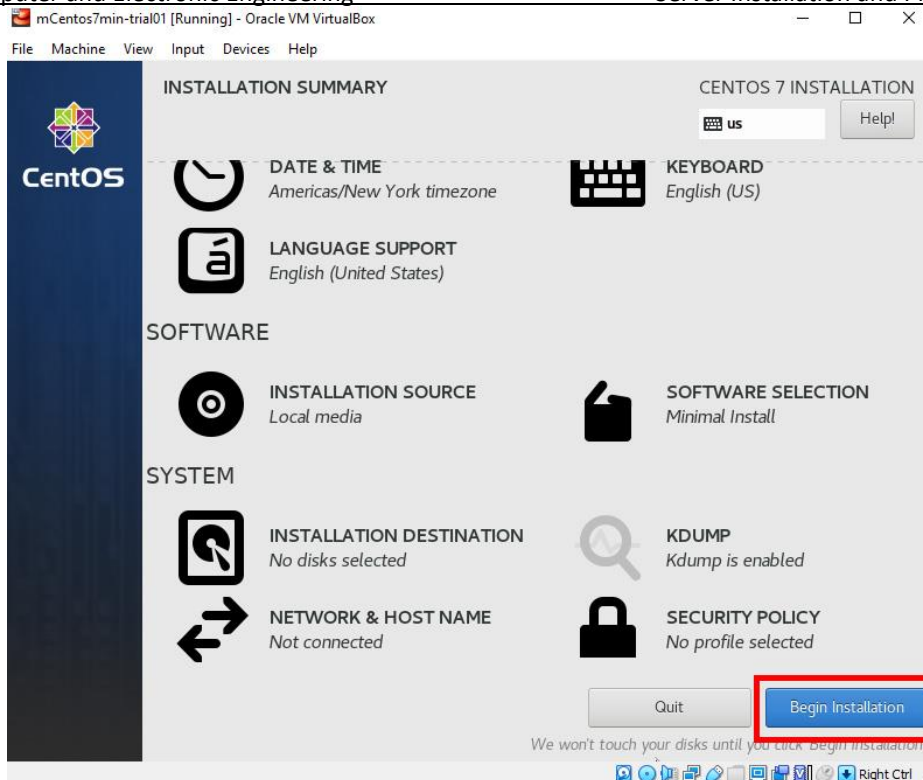 mCentos7min-trial01 [Running] - Oracle VM VirtualBox
File Machine View Input Devices Help
INSTALLATION SUMMARY
CENTOS 7 INSTALLATION
us
Help!
CentOS
DATE & TIME
Americas/New York timezone
KEYBOARD
English (US)
á
LANGUAGE SUPPORT
English (United States)
SOFTWARE
INSTALLATION SOURCE
Local media
SOFTWARE SELECTION
Minimal Install
SYSTEM
INSTALLATION DESTINATION
No disks selected
KDUMP
Kdump is enabled
NETWORK & HOST NAME
Not connected
SECURITY POLICY
No profile selected
Quit
Begin Installation
We won't touch your disks until you click Begin Installation
Right Ctrl